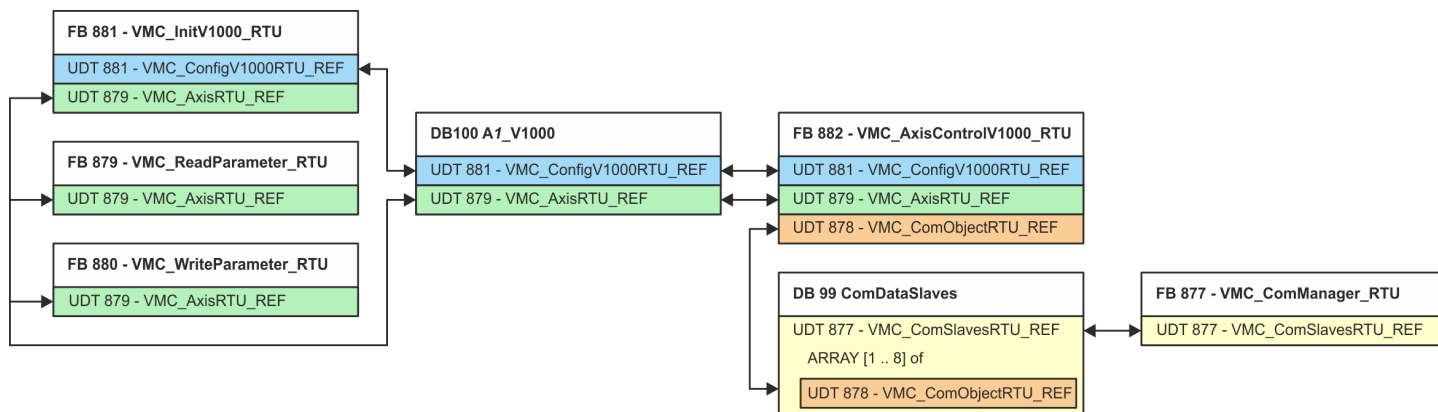 FB 881 - VMC_InitV1000_RTU
UDT 881 - VMC_ConfigV1000RTU_REF
UDT 879 - VMC_AxisRTU_REF
FB 879 - VMC_ReadParameter_RTU
UDT 879 - VMC_AxisRTU_REF
FB 880 - VMC_WriteParameter_RTU
UDT 879 - VMC_AxisRTU_REF
DB100 A1_V1000
UDT 881 - VMC_ConfigV1000RTU_REF
UDT 879 - VMC_AxisRTU_REF
FB 882 - VMC_AxisControlV1000_RTU
UDT 881 - VMC_ConfigV1000RTU_REF
UDT 879 - VMC_AxisRTU_REF
UDT 878 - VMC_ComObjectRTU_REF
DB 99 ComDataSlaves
UDT 877 - VMC_ComSlavesRTU_REF
ARRAY [1 .. 8] of
UDT 878 - VMC_ComObjectRTU_REF
FB 877 - VMC_ComManager_RTU
UDT 877 - VMC_ComSlavesRTU_REF